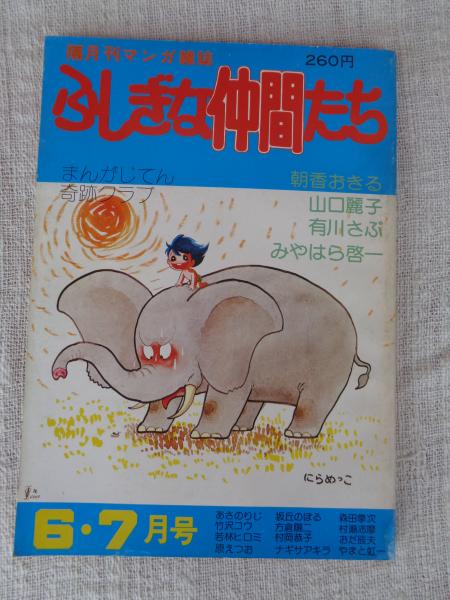 隔月刊マンガ雑誌
260円
ふしぎな仲間たち
まんがじてん
奇跡クラブ
朝香おきる
山口麗子
有川さぶ
みやはら啓一
にらめっこ
6・7月号
あさのりじ 坂丘のぼる 森田拳次
竹沢コウ 方倉陽二 村瀬志摩
若林ヒロミ 村岡恭子 おだ辰夫
原えつお ナギサアキラ やまと虹一